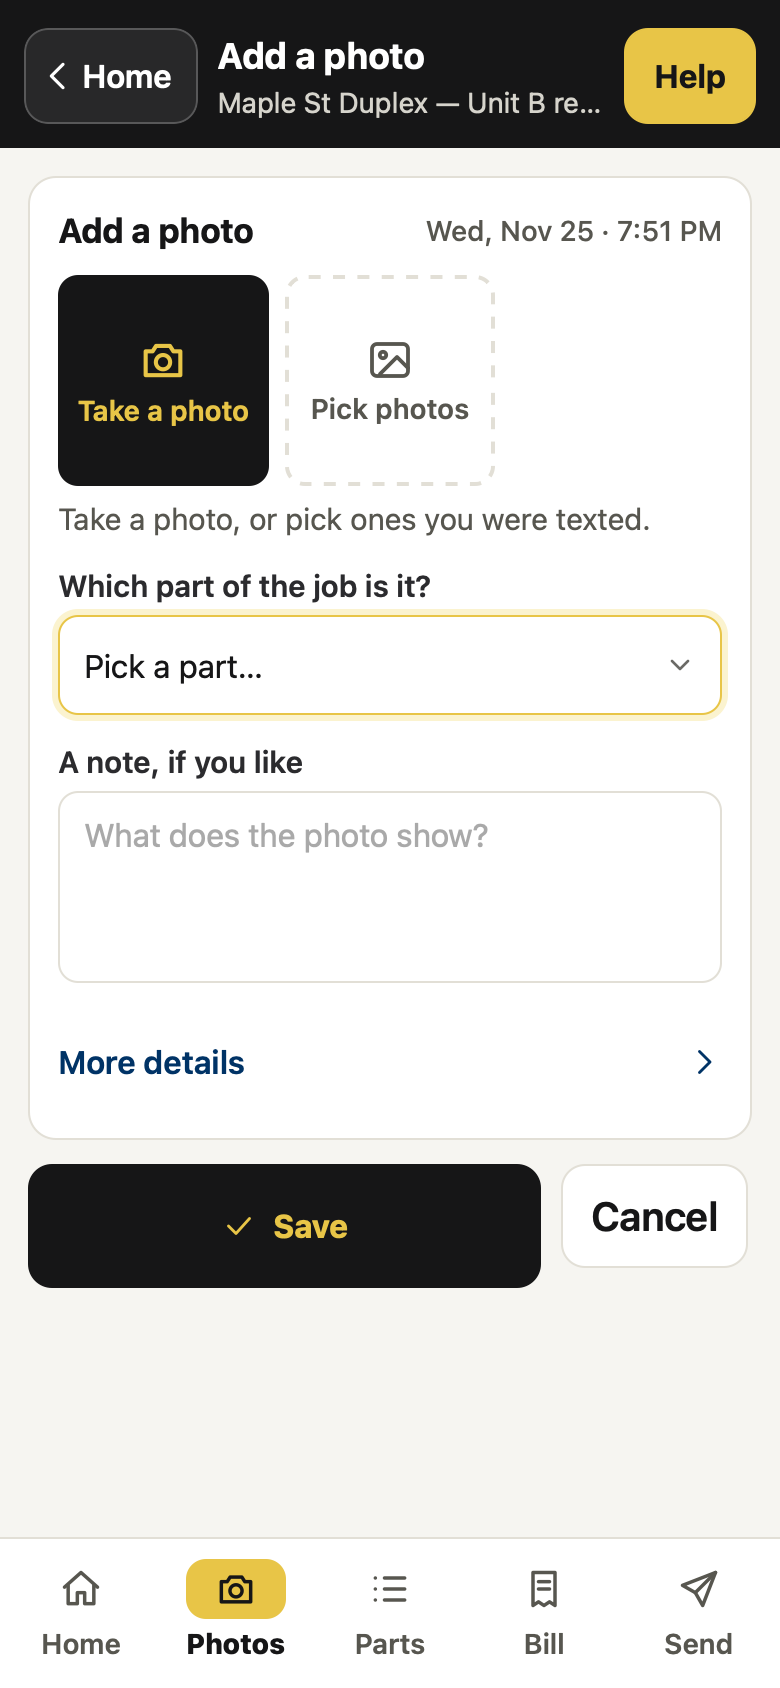 Home
Add a photo
Maple St Duplex — Unit B re...
Help
Add a photo
Wed, Nov 25 · 7:51 PM
Take a photo
Pick photos
Take a photo, or pick ones you were texted.
Which part of the job is it?
Pick a part...
A note, if you like
What does the photo show?
More details
Save
Cancel
Home
Photos
Parts
Bill
Send